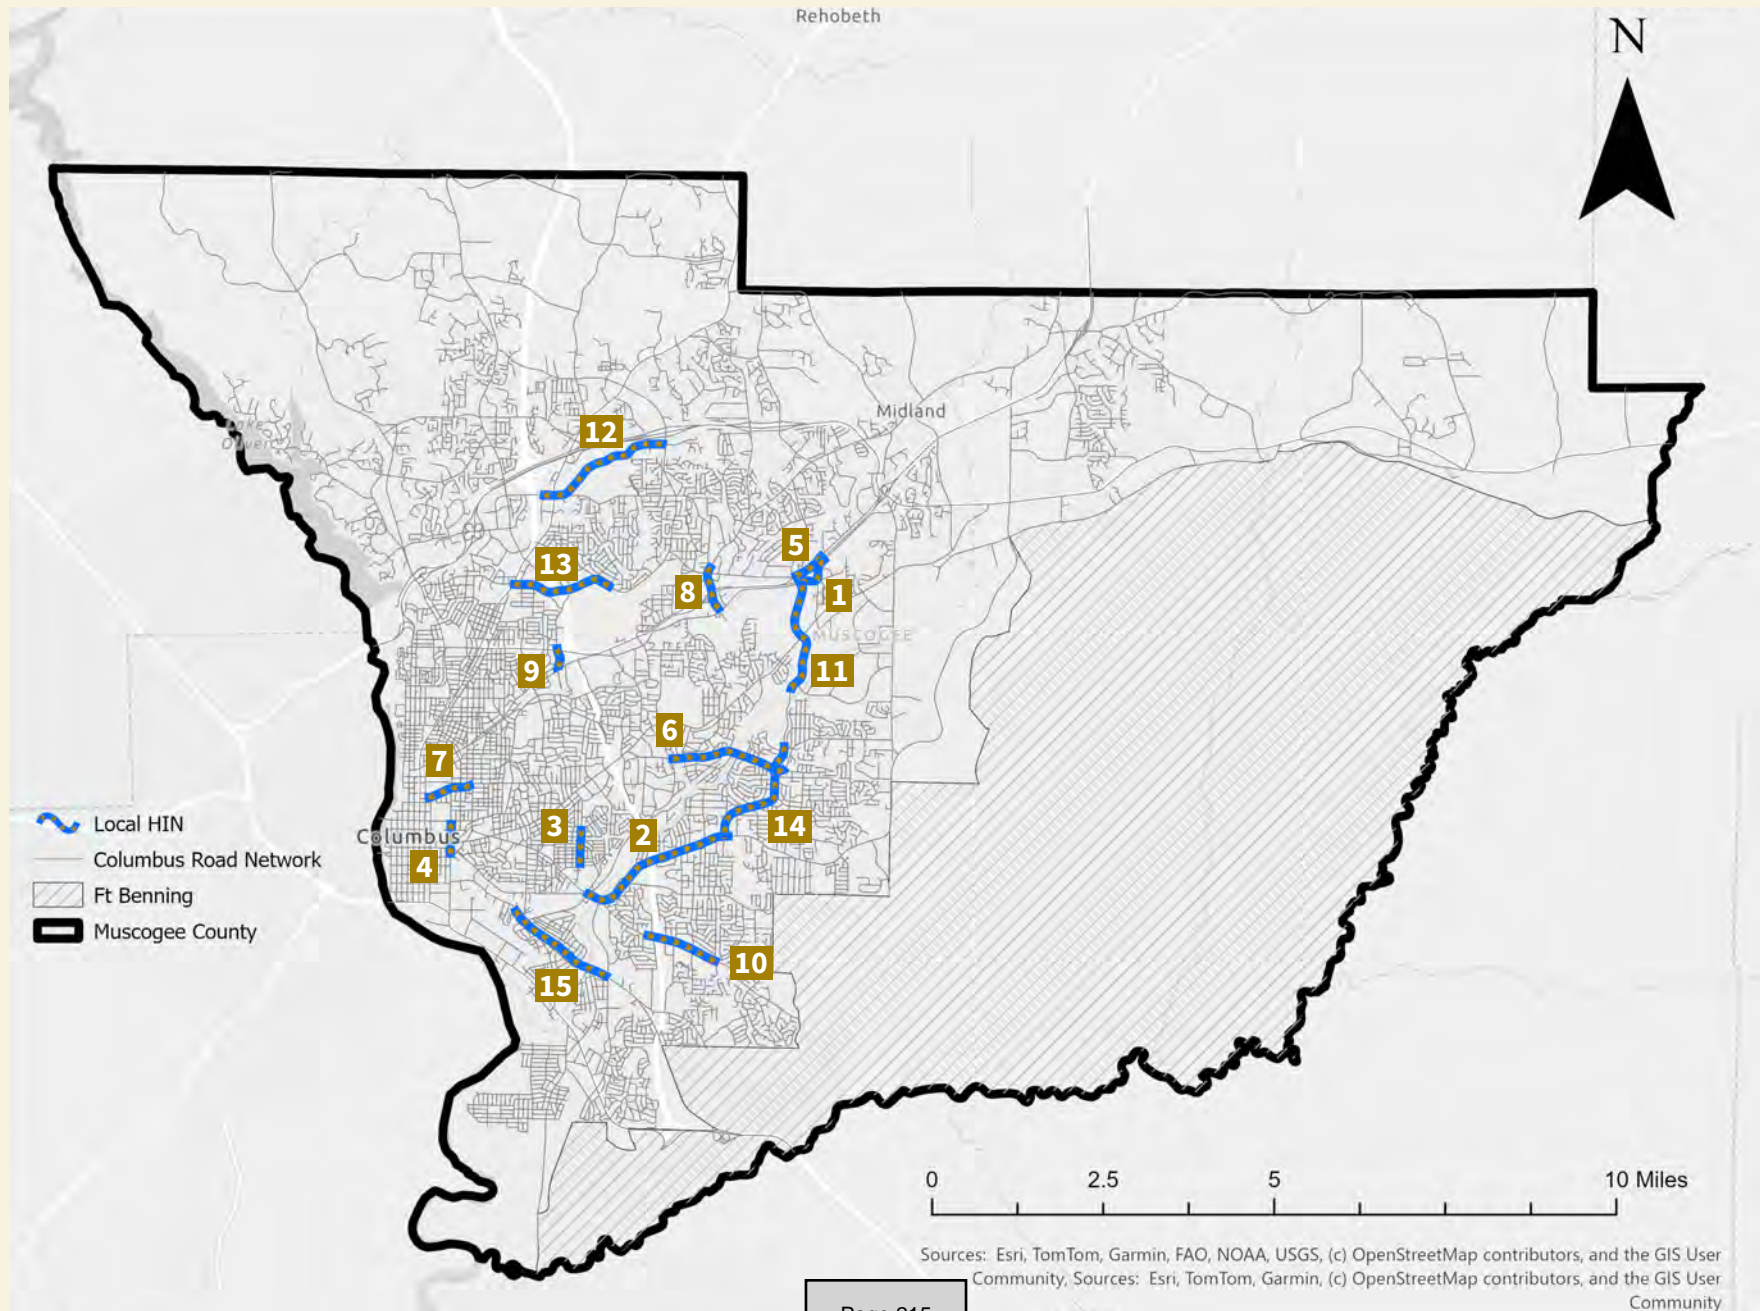 Rehobeth
N
Midland
Lake
12
5
13
8
1
MUSCOGEE
9
11
6
7
3
2
14
Columbus
4
10
15
Local HIN
Columbus Road Network
Ft Benning
Muscogee County
0 2.5 5 10 Miles
Sources: Esri, TomTom, Garmin, FAO, NOAA, USGS, (c) OpenStreetMap contributors, and the GIS User
Community, Sources: Esri, TomTom, Garmin, (c) OpenStreetMap contributors, and the GIS User
Community